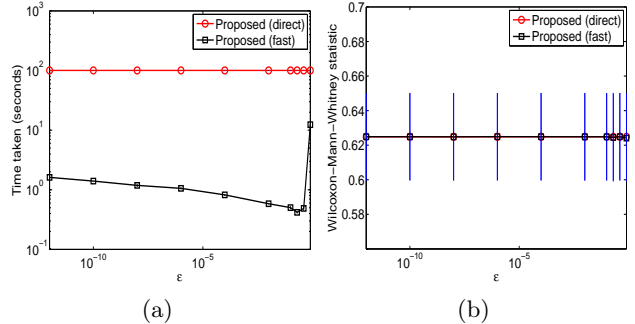 Proposed (direct)
Proposed (fast)
Time taken (seconds)
10^3
10^2
10^1
10^0
10^-1
10^-10
10^-5
ε
(a)
Proposed (direct)
Proposed (fast)
Wilcoxon−Mann−Whitney statistic
0.7
0.68
0.66
0.64
0.62
0.6
0.58
10^-10
10^-5
ε
(b)